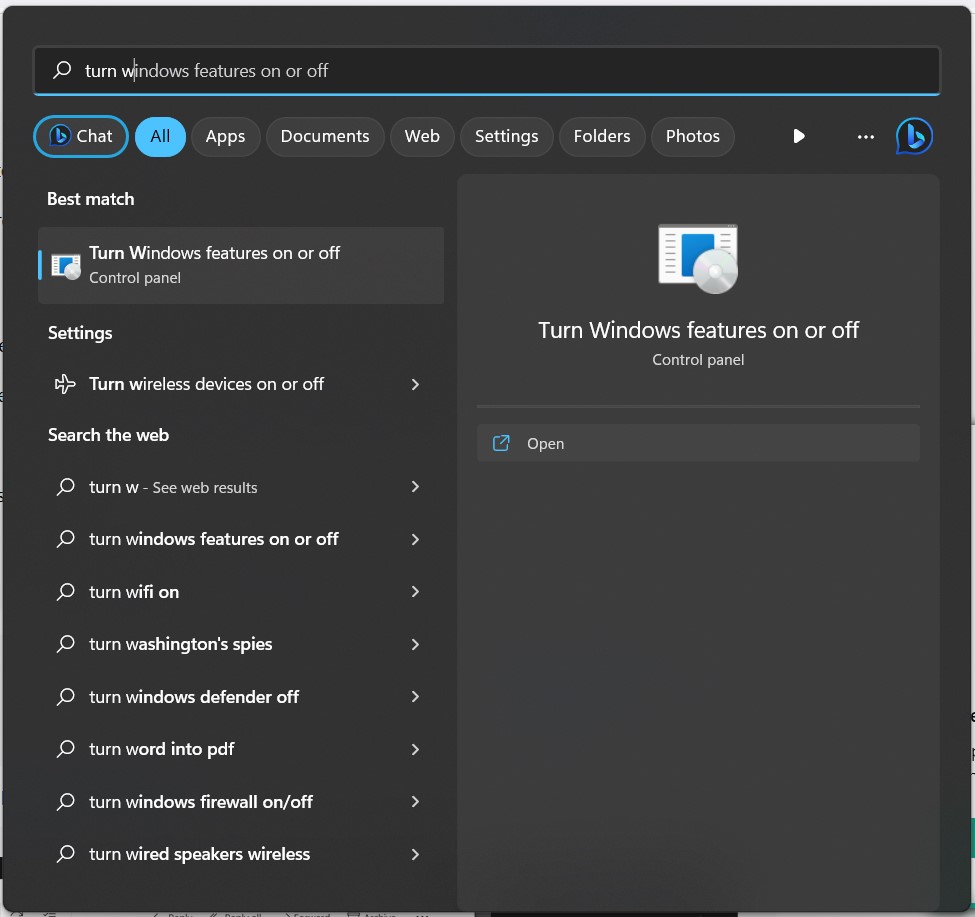 turn windows features on or off
Chat
All
Apps
Documents
Web
Settings
Folders
Photos
Best match
Turn Windows features on or off
Control panel
Settings
Turn wireless devices on or off
Search the web
turn w - See web results
turn windows features on or off
turn wifi on
turn washington's spies
turn windows defender off
turn word into pdf
turn windows firewall on/off
turn wired speakers wireless
Turn Windows features on or off
Control panel
Open